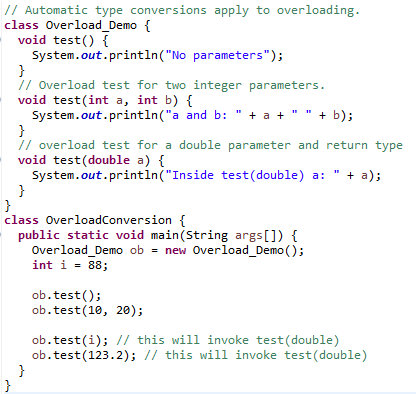 // Automatic type conversions apply to overloading.
class Overload_Demo {
  void test() {
    System.out.println("No parameters");
  }
  // Overload test for two integer parameters.
  void test(int a, int b) {
    System.out.println("a and b: " + a + " " + b);
  }
  // overload test for a double parameter and return type
  void test(double a) {
    System.out.println("Inside test(double) a: " + a);
  }
}
class OverloadConversion {
  public static void main(String args[]) {
    Overload_Demo ob = new Overload_Demo();
    int i = 88;

    ob.test();
    ob.test(10, 20);

    ob.test(i); // this will invoke test(double)
    ob.test(123.2); // this will invoke test(double)
  }
}